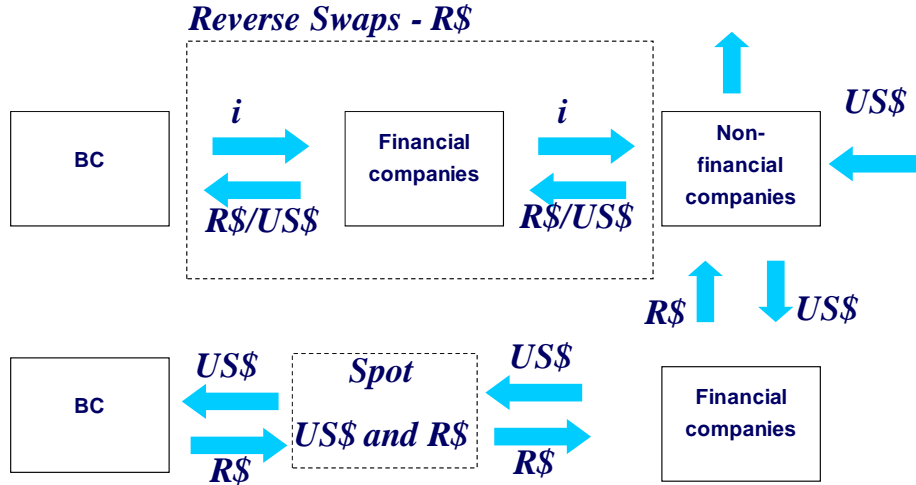 Reverse Swaps - R$
BC
i
R$/US$
Financial
companies
i
R$/US$
Non-
financial
companies
US$
R$
US$
BC
US$
R$
Spot
US$ and R$
US$
R$
Financial
companies